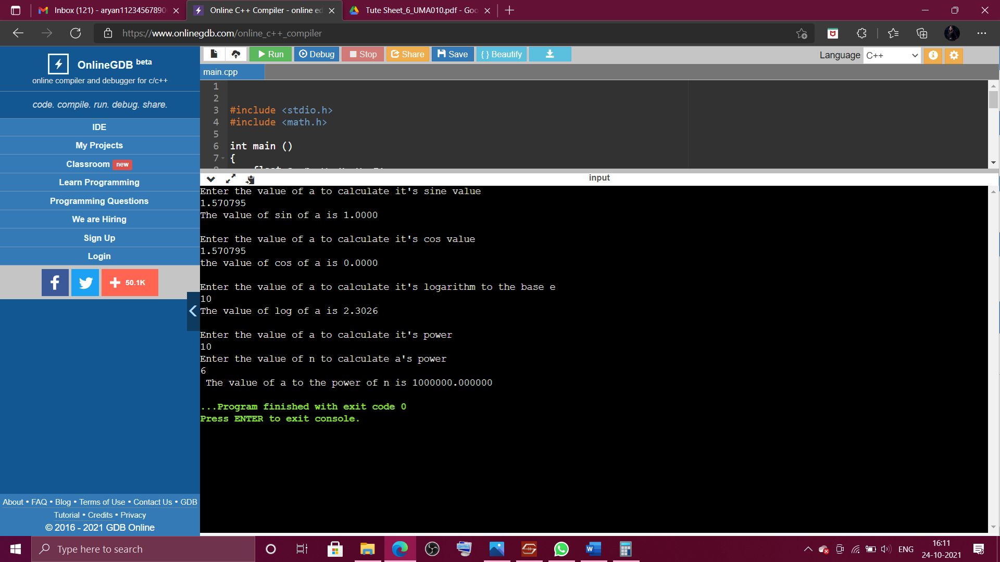 Inbox (121) - aryan11234567890
Online C++ Compiler - online ed
Tute Sheet_6_UMA010.pdf - Goo
https://www.onlinegdb.com/online_c++_compiler
OnlineGDB beta
online compiler and debugger for c/c++
code. compile. run. debug. share.
IDE
My Projects
Classroom new
Learn Programming
Programming Questions
We are Hiring
Sign Up
Login
f
+ 50.1K
About • FAQ • Blog • Terms of Use • Contact Us • GDB
Tutorial • Credits • Privacy
© 2016 - 2021 GDB Online
Run Debug Stop Share Save { } Beautify
Language C++
main.cpp
1
2
3 #include <stdio.h>
4 #include <math.h>
5
6 int main ()
7 {
input
Enter the value of a to calculate it's sine value
1.570795
The value of sin of a is 1.0000
Enter the value of a to calculate it's cos value
1.570795
the value of cos of a is 0.0000
Enter the value of a to calculate it's logarithm to the base e
10
The value of log of a is 2.3026
Enter the value of a to calculate it's power
10
Enter the value of n to calculate a's power
6
The value of a to the power of n is 1000000.000000
...Program finished with exit code 0
Press ENTER to exit console.
Type here to search
ENG
16:11
24-10-2021